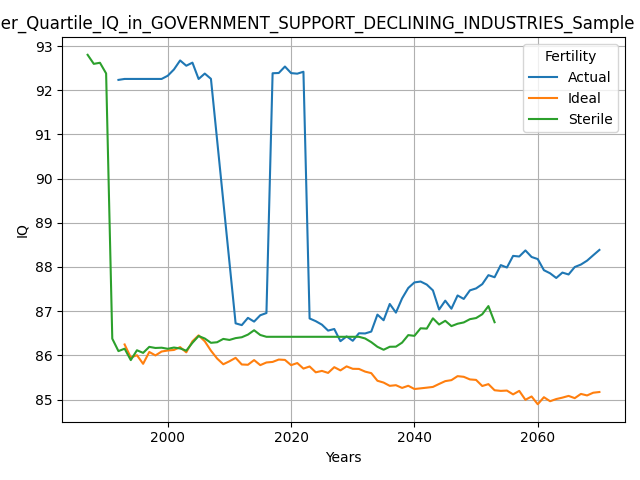 er_Quartile_IQ_in_GOVERNMENT_SUPPORT_DECLINING_INDUSTRIES_Sample
93
92
91
90
89
88
87
86
85
IQ
Fertility
Actual
Ideal
Sterile
2000
2020
2040
2060
Years